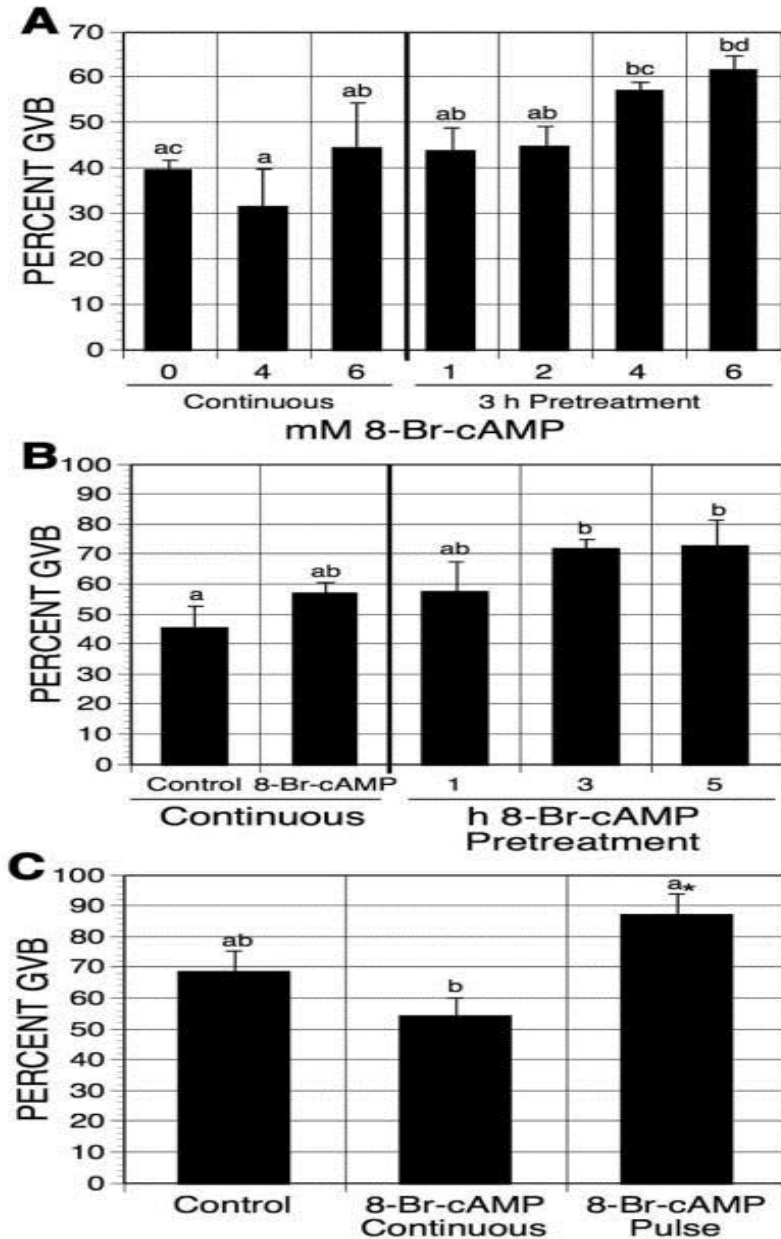 A
PERCENT GVB
70
60
50
40
30
20
10
0
ac
a
ab
ab
ab
bc
bd
0 4 6 1 2 4 6
Continuous 3 h Pretreatment
mM 8-Br-cAMP
B
PERCENT GVB
100
90
80
70
60
50
40
30
20
10
0
a
ab
ab
b
b
Control 8-Br-cAMP 1 3 5
Continuous h 8-Br-cAMP
Pretreatment
C
PERCENT GVB
100
90
80
70
60
50
40
30
20
10
0
ab
b
a*
Control 8-Br-cAMP 8-Br-cAMP
Continuous Pulse